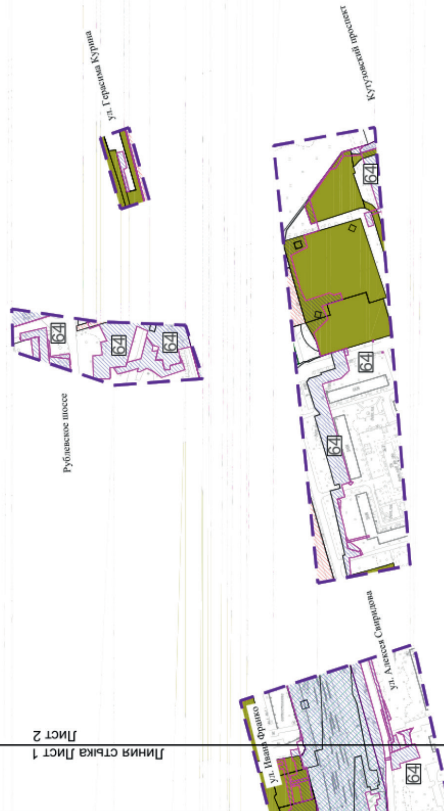 ул. Герасима Курина
Кутузовский проспект
64
64
64
64
Рублевское шоссе
64
64
ул. Алексея Свиридова
ул. Ивана Франко
Лист 2
Линия стыка Лист 1
64